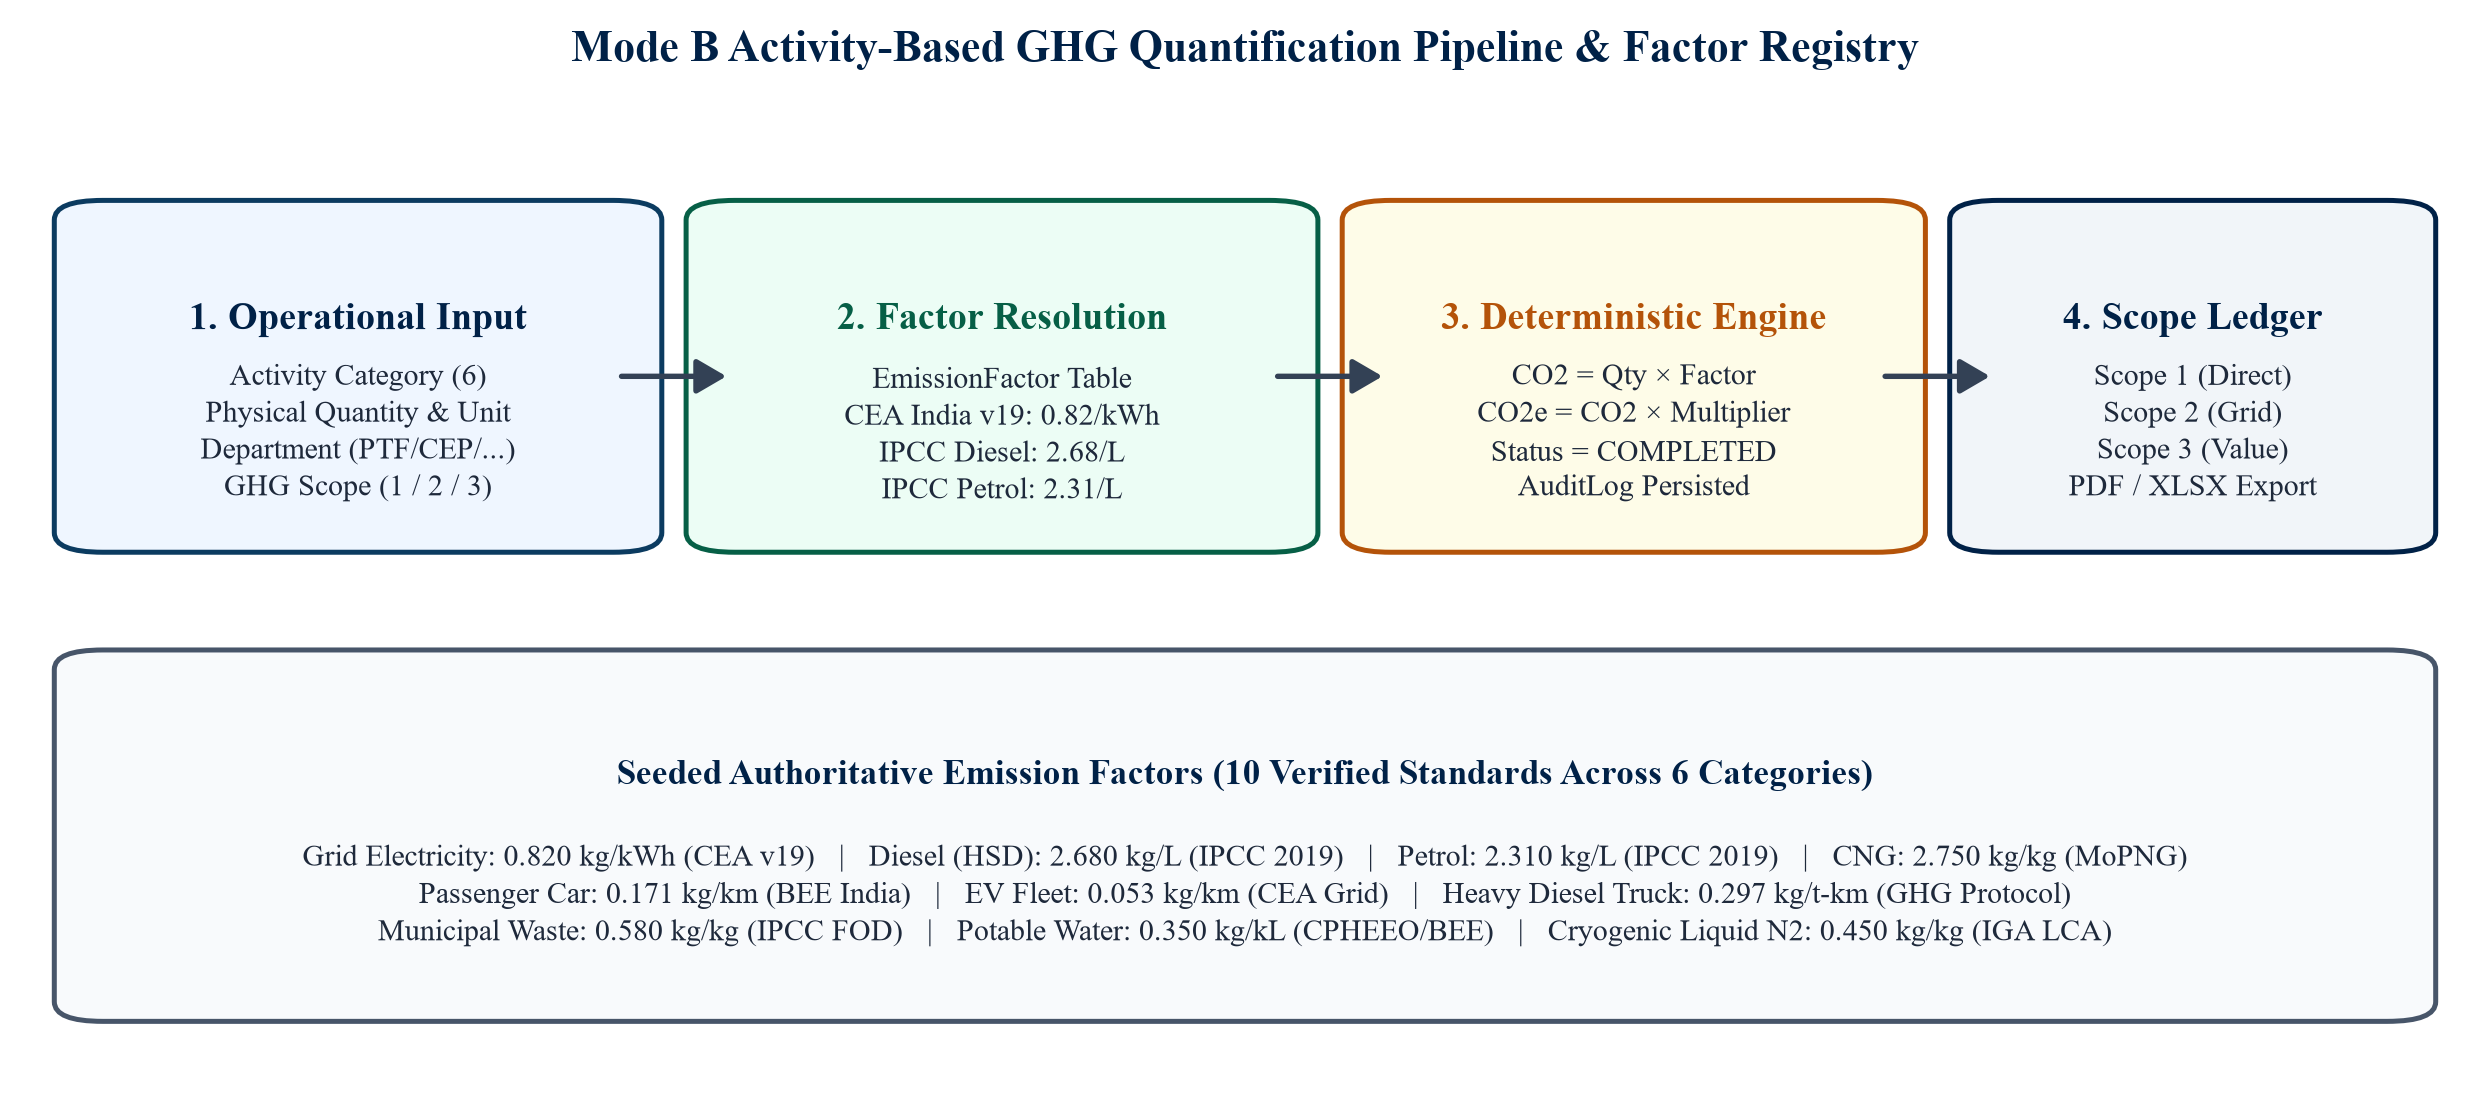 Mode B Activity-Based GHG Quantification Pipeline & Factor Registry
1. Operational Input
Activity Category (6)
Physical Quantity & Unit
Department (PTF/CEP/...)
GHG Scope (1 / 2 / 3)
2. Factor Resolution
EmissionFactor Table
CEA India v19: 0.82/kWh
IPCC Diesel: 2.68/L
IPCC Petrol: 2.31/L
3. Deterministic Engine
CO2 = Qty × Factor
CO2e = CO2 × Multiplier
Status = COMPLETED
AuditLog Persisted
4. Scope Ledger
Scope 1 (Direct)
Scope 2 (Grid)
Scope 3 (Value)
PDF / XLSX Export
Seeded Authoritative Emission Factors (10 Verified Standards Across 6 Categories)
Grid Electricity: 0.820 kg/kWh (CEA v19) | Diesel (HSD): 2.680 kg/L (IPCC 2019) | Petrol: 2.310 kg/L (IPCC 2019) | CNG: 2.750 kg/kg (MoPNG)
Passenger Car: 0.171 kg/km (BEE India) | EV Fleet: 0.053 kg/km (CEA Grid) | Heavy Diesel Truck: 0.297 kg/t-km (GHG Protocol)
Municipal Waste: 0.580 kg/kg (IPCC FOD) | Potable Water: 0.350 kg/kL (CPHEEO/BEE) | Cryogenic Liquid N2: 0.450 kg/kg (IGA LCA)